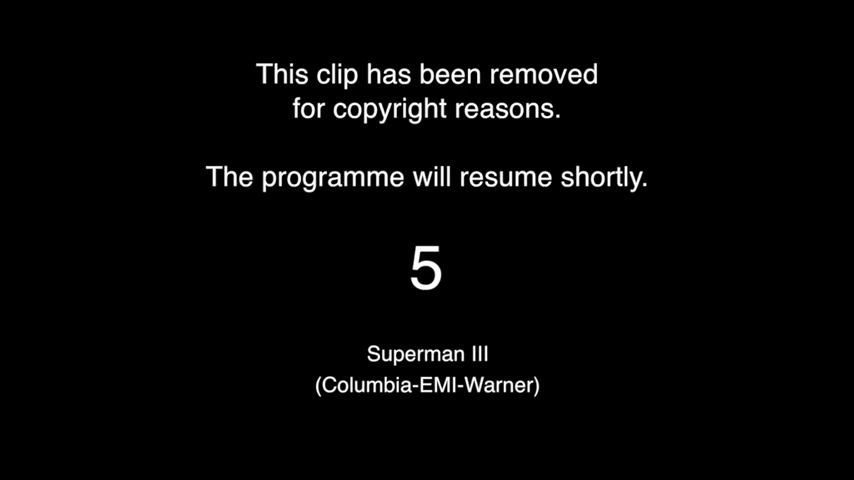 This clip has been removed
for copyright reasons.
The programme will resume shortly.
5
Superman III
(Columbia-EMI-Warner)